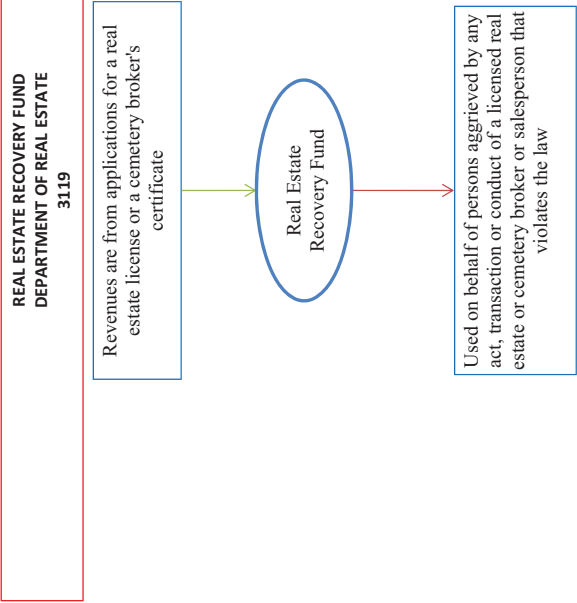 REAL ESTATE RECOVERY FUND
DEPARTMENT OF REAL ESTATE
3119
Revenues are from applications for a real
estate license or a cemetery broker's
certificate
Real Estate
Recovery Fund
Used on behalf of persons aggrieved by any
act, transaction or conduct of a licensed real
estate or cemetery broker or salesperson that
violates the law